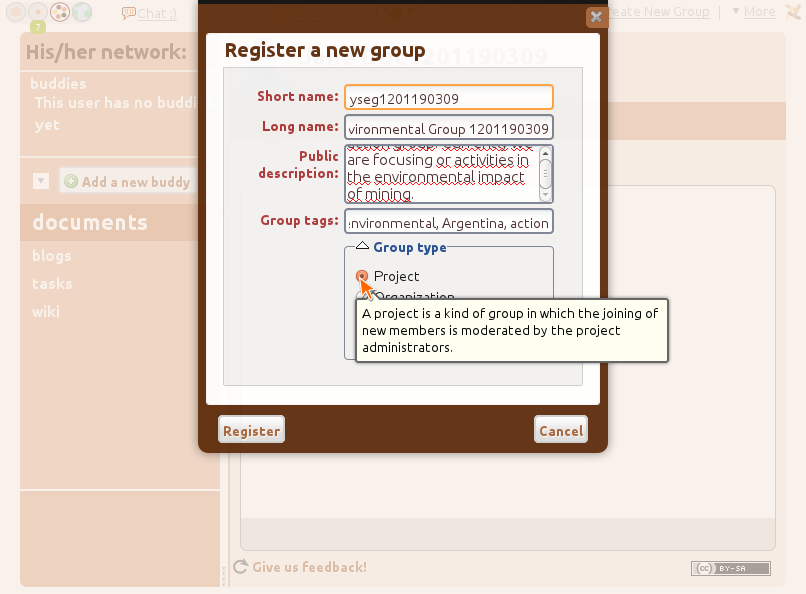 Chat ;)
reate New Group
More
7
His/her network:
1201190309
buddies
This user has no buddi
yet
Add a new buddy
documents
blogs
tasks
wiki
Register a new group
Short name:
yseg1201190309
Long name:
vironmental Group 1201190309
Public
description:
are focusing or activities in
the environmental impact
of mining.
Group tags:
nvironmental, Argentina, action
Group type
Project
Organization
A project is a kind of group in which the joining of
new members is moderated by the project
administrators.
Register
Cancel
Give us feedback!
cc BY-SA